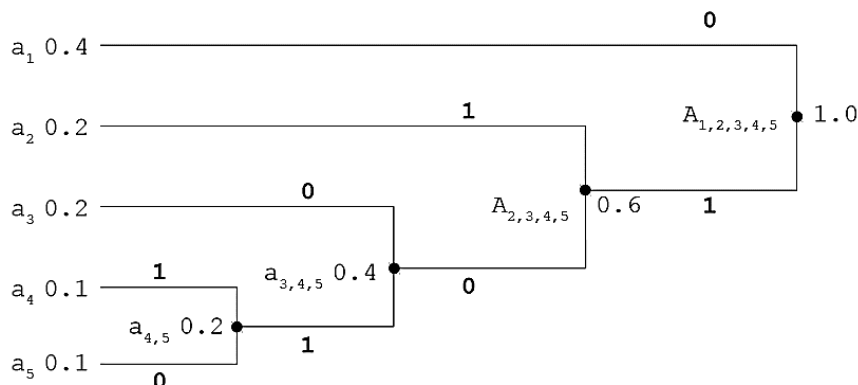 0
a₁ 0.4
A₁,₂,₃,₄,₅ 1.0
1
a₂ 0.2
0
1
a₃ 0.2
A₂,₃,₄,₅ 0.6
1
a₃,₄,₅ 0.4
0
a₄ 0.1
a₄,₅ 0.2
1
a₅ 0.1
0